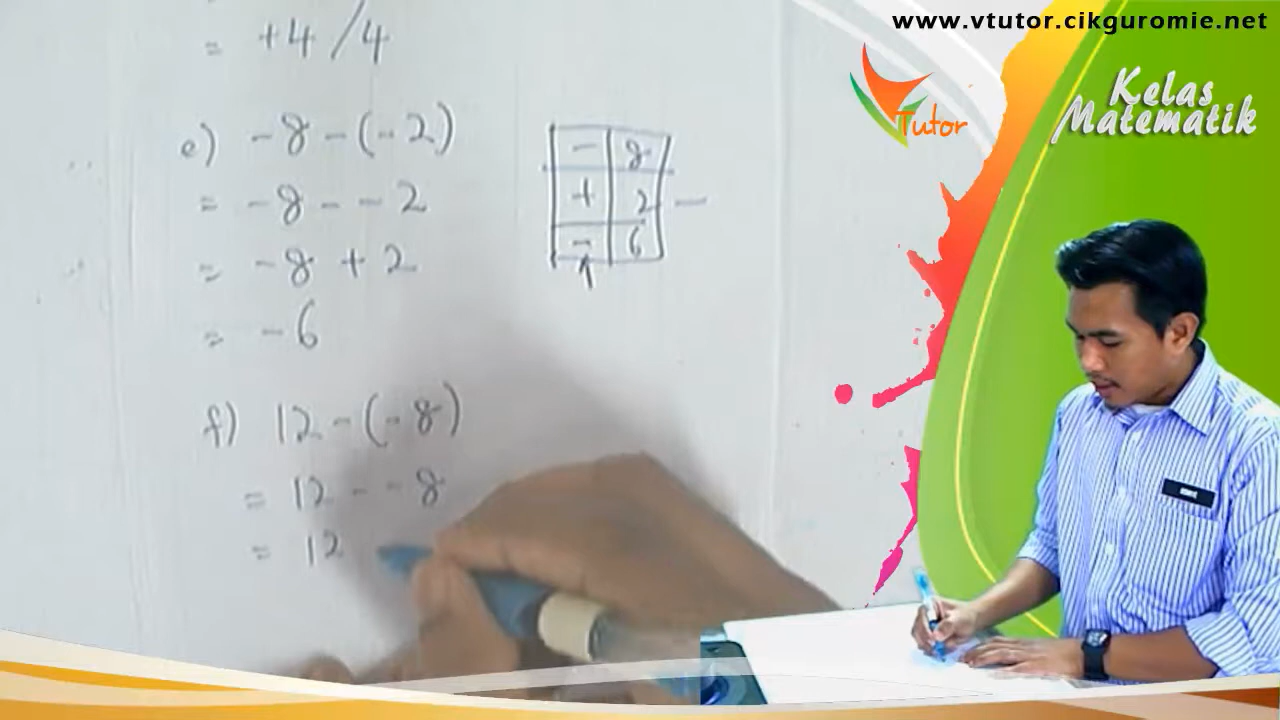 www.vtutor.cikguromie.net
Tutor
Kelas
Matematik
= +4 / 4
e) -8 - (-2)
= -8 - - 2
= -8 + 2
= -6
- 8
+ 2 -
- 6
f) 12 - (-8)
= 12 - - 8
= 12